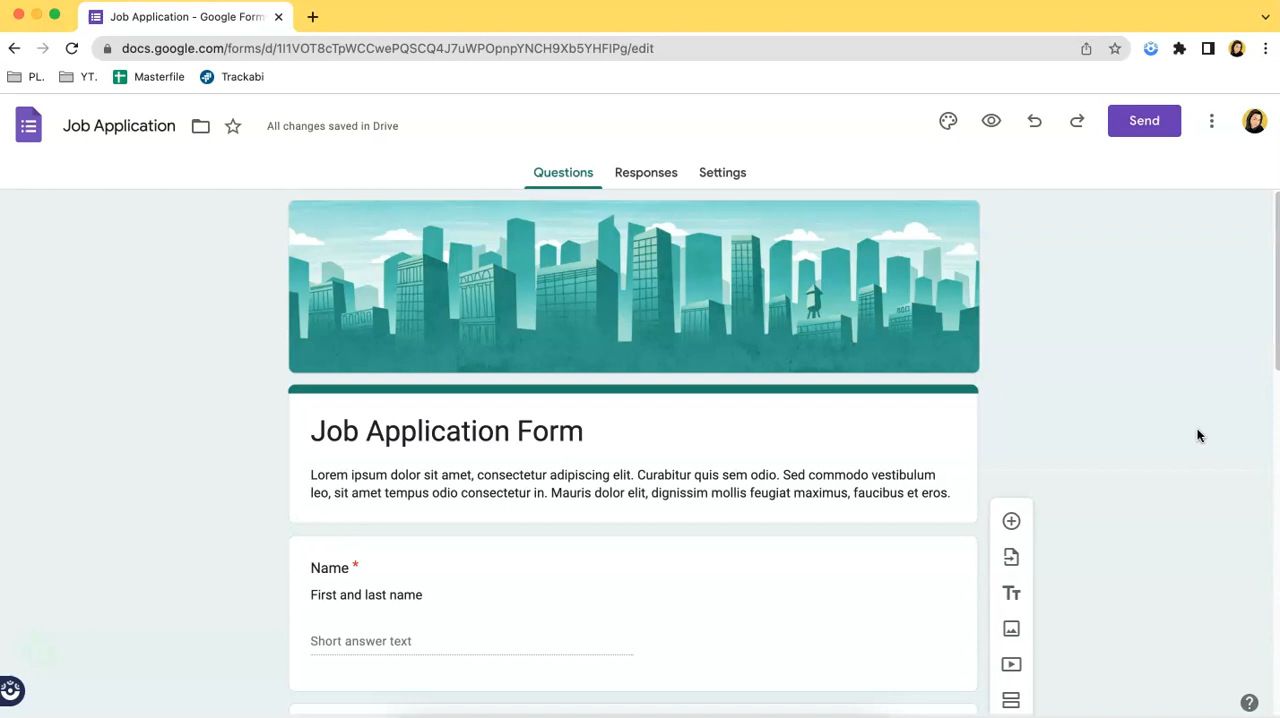 Job Application - Google Form
docs.google.com/forms/d/1I1VOT8cTpWCCwePQSCQ4J7uWPOpnpYNCH9Xb5YHFIPg/edit
PL.
YT.
Masterfile
Trackabi
Job Application
All changes saved in Drive
Send
Questions
Responses
Settings
Job Application Form
Lorem ipsum dolor sit amet, consectetur adipiscing elit. Curabitur quis sem odio. Sed commodo vestibulum
leo, sit amet tempus odio consectetur in. Mauris dolor elit, dignissim mollis feugiat maximus, faucibus et eros.
Name *
First and last name
Short answer text